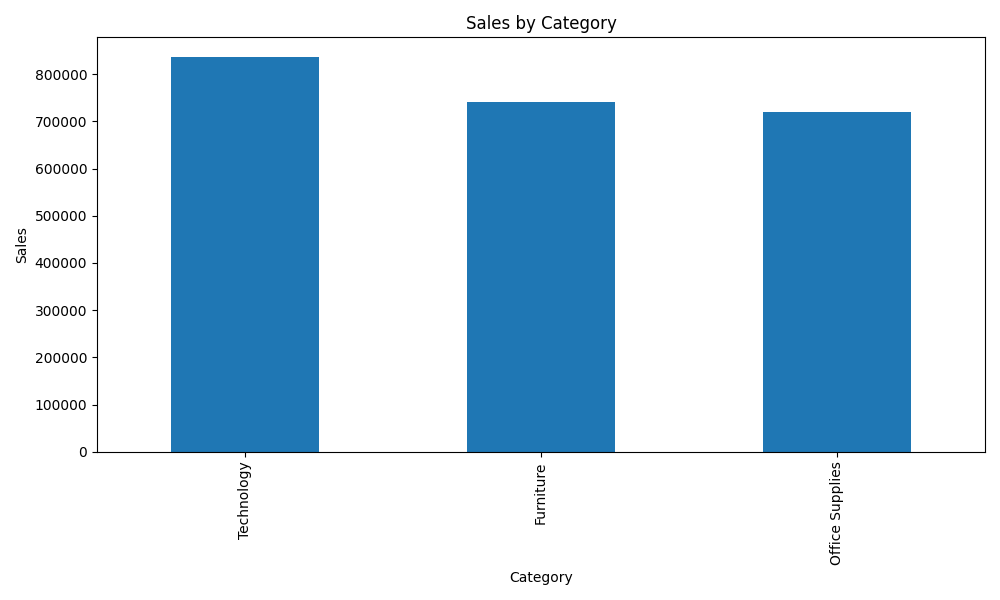 Sales by Category
Sales
800000
700000
600000
500000
400000
300000
200000
100000
0
Technology
Furniture
Office Supplies
Category